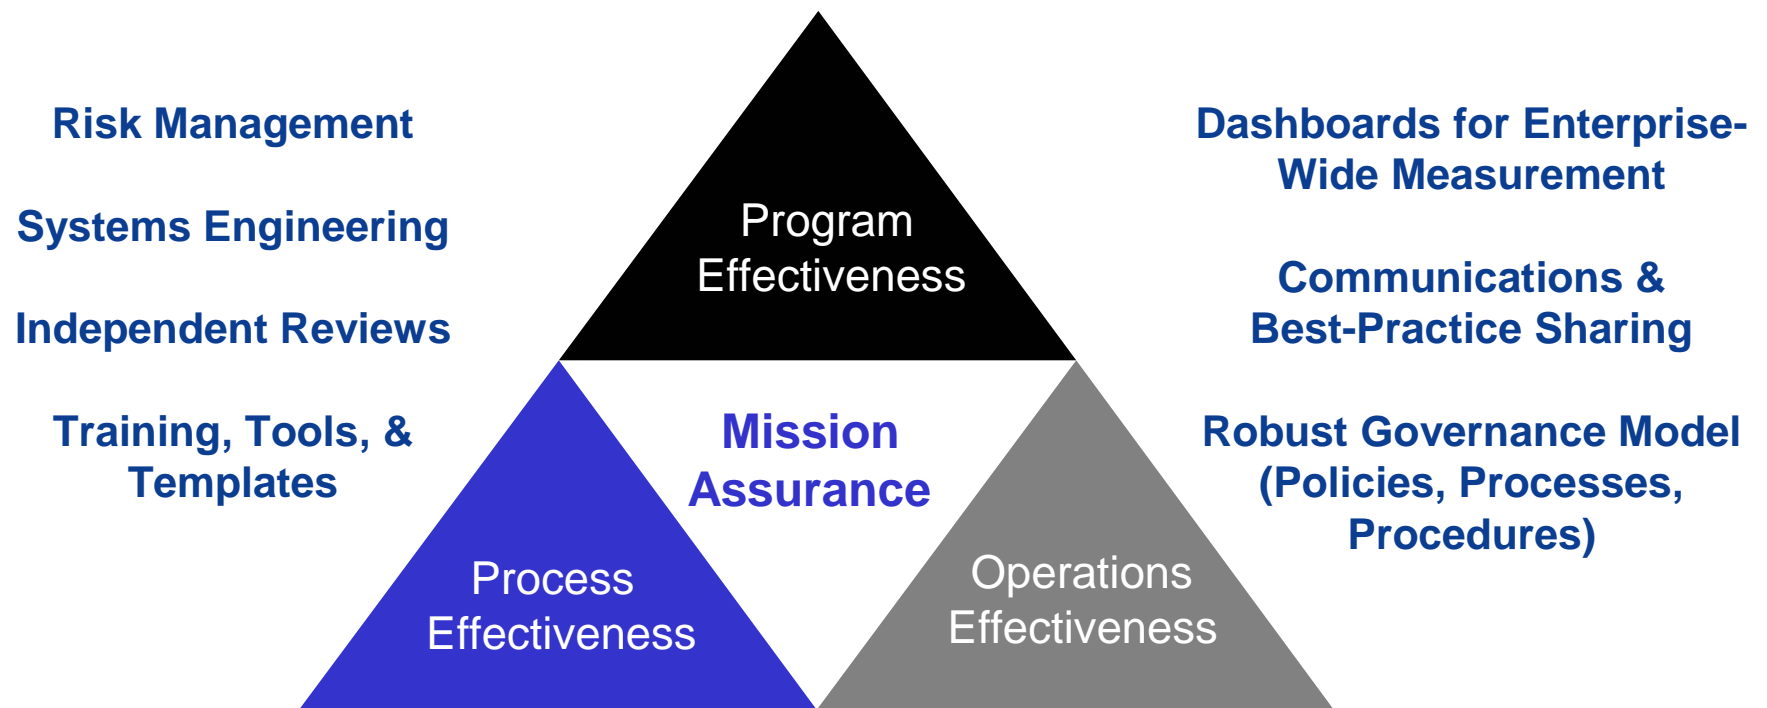 Risk Management
Systems Engineering
Independent Reviews
Training, Tools, &
Templates
Program
Effectiveness
Mission
Assurance
Process
Effectiveness
Operations
Effectiveness
Dashboards for Enterprise-
Wide Measurement
Communications &
Best-Practice Sharing
Robust Governance Model
(Policies, Processes,
Procedures)